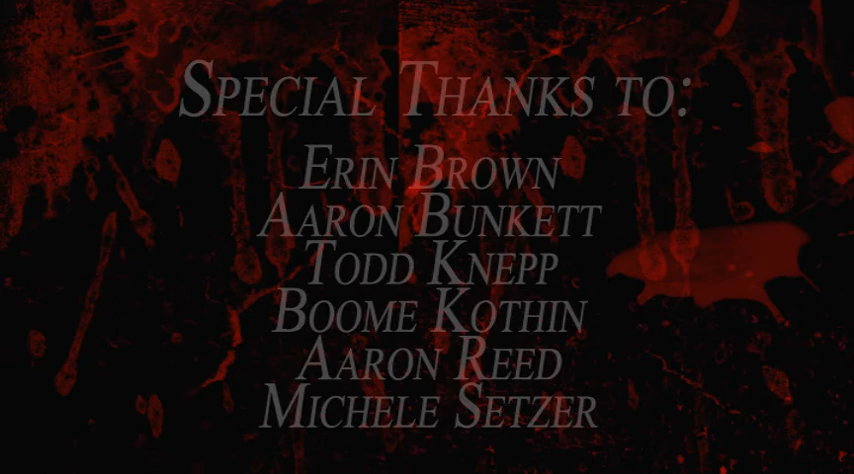 Special Thanks to:
Erin Brown
Aaron Bunkett
Todd Knepp
Boome Kothin
Aaron Reed
Michele Setzer